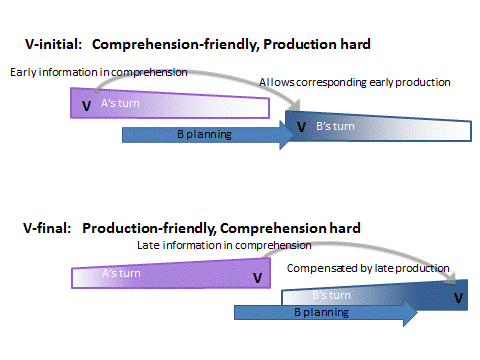 V-initial: Comprehension-friendly, Production hard
Early information in comprehension
Allows corresponding early production
V A's turn
V B's turn
B planning
V-final: Production-friendly, Comprehension hard
Late information in comprehension
A's turn V
Compensated by late production
B's turn V
B planning